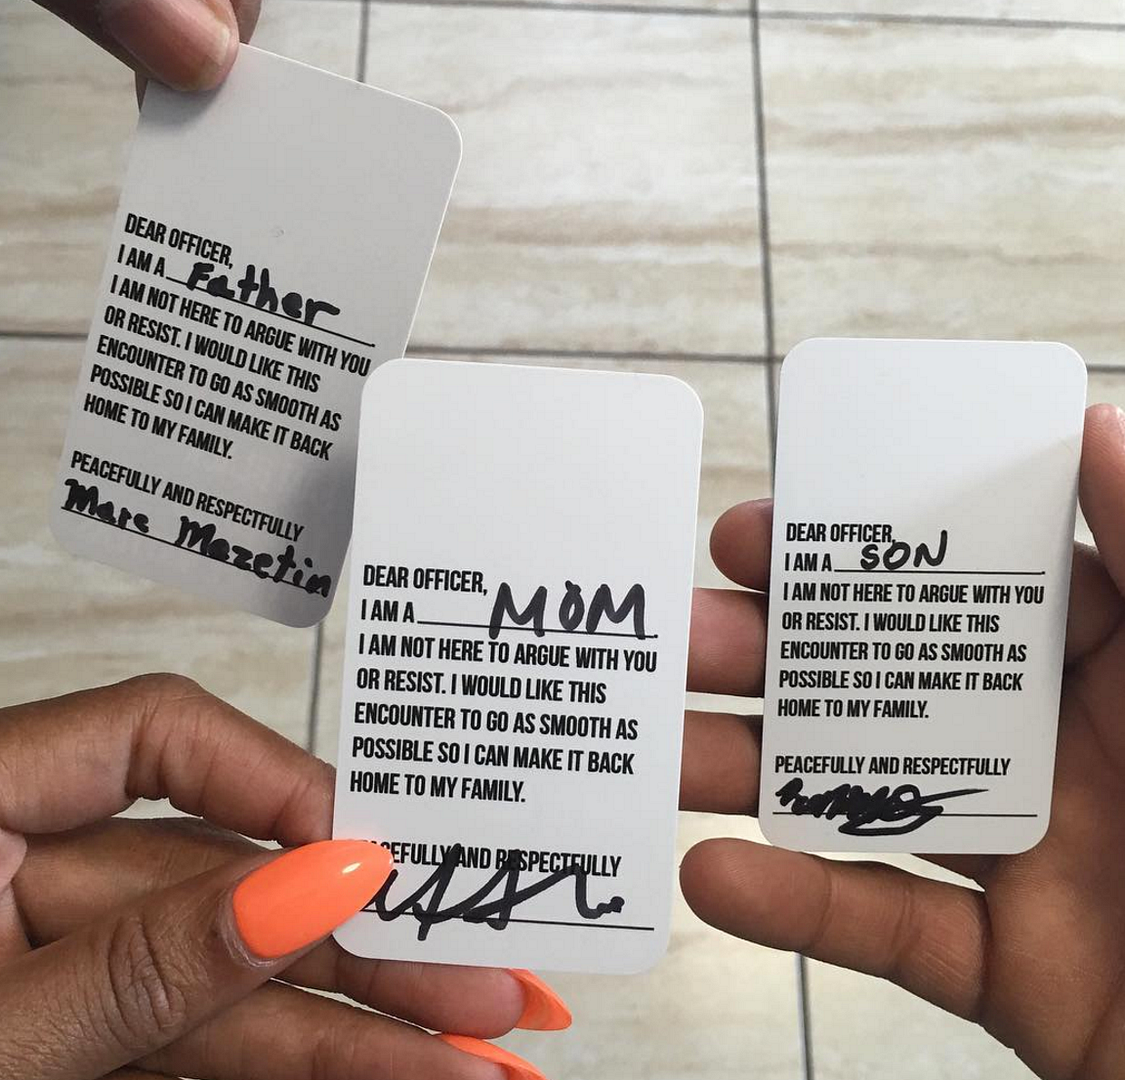 DEAR OFFICER,
I AM A Father
I AM NOT HERE TO ARGUE WITH YOU
OR RESIST. I WOULD LIKE THIS
ENCOUNTER TO GO AS SMOOTH AS
POSSIBLE SO I CAN MAKE IT BACK
HOME TO MY FAMILY.
PEACEFULLY AND RESPECTFULLY
Marc Mazetin
DEAR OFFICER,
I AM A MOM
I AM NOT HERE TO ARGUE WITH YOU
OR RESIST. I WOULD LIKE THIS
ENCOUNTER TO GO AS SMOOTH AS
POSSIBLE SO I CAN MAKE IT BACK
HOME TO MY FAMILY.
EFULLY AND RESPECTFULLY
DEAR OFFICER,
I AM A SON
I AM NOT HERE TO ARGUE WITH YOU
OR RESIST. I WOULD LIKE THIS
ENCOUNTER TO GO AS SMOOTH AS
POSSIBLE SO I CAN MAKE IT BACK
HOME TO MY FAMILY.
PEACEFULLY AND RESPECTFULLY